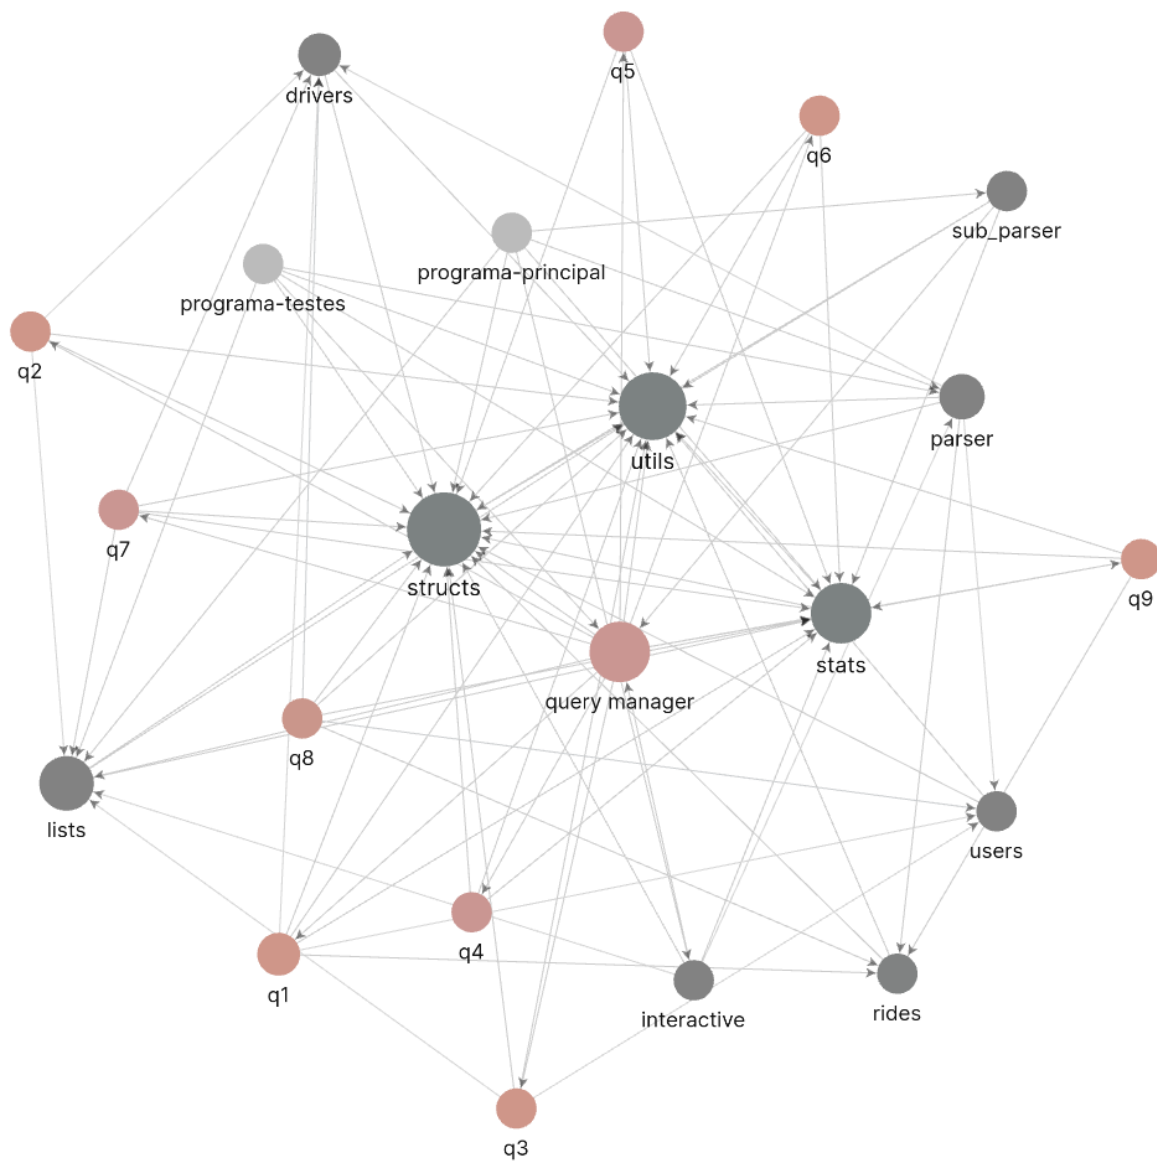 q5
drivers
q6
sub_parser
programa-principal
programa-testes
q2
parser
utils
q7
structs
q9
stats
query manager
q8
lists
users
q4
q1
rides
interactive
q3